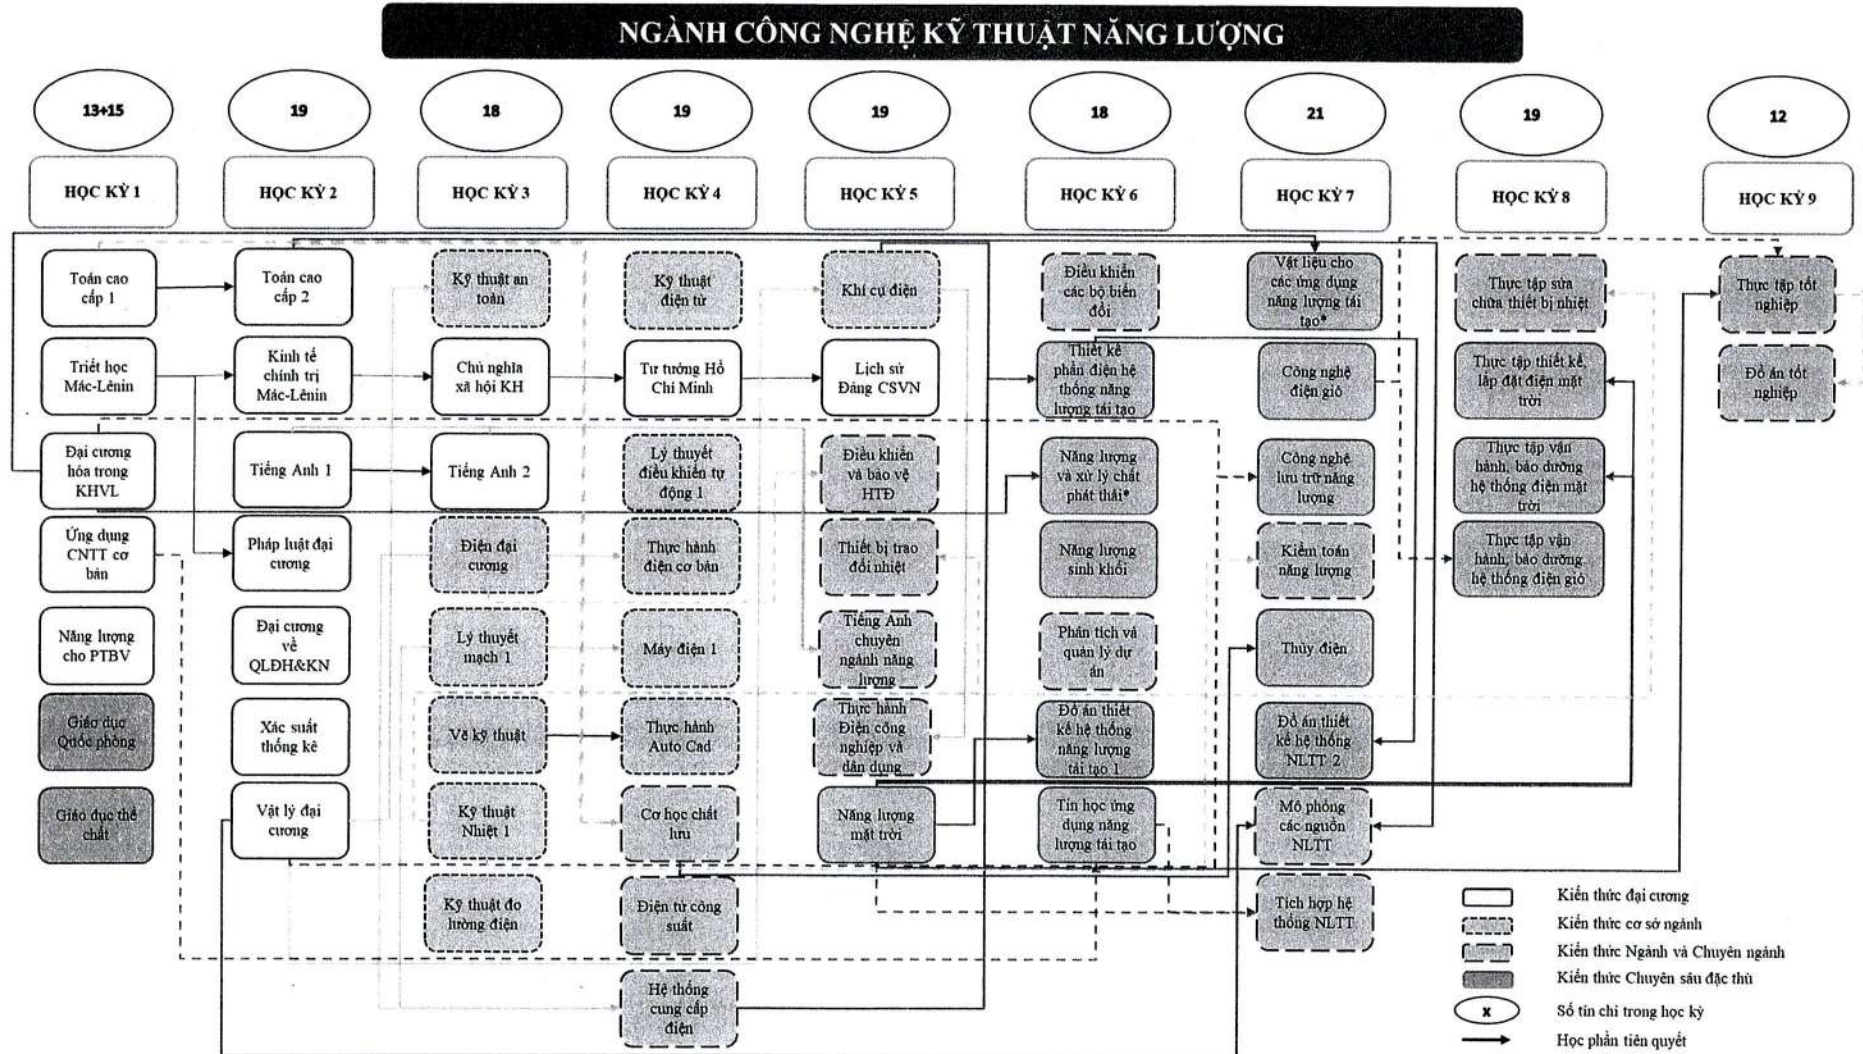 NGÀNH CÔNG NGHỆ KỸ THUẬT NĂNG LƯỢNG
13+15
19
18
19
19
18
21
19
12
HỌC KỲ 1
HỌC KỲ 2
HỌC KỲ 3
HỌC KỲ 4
HỌC KỲ 5
HỌC KỲ 6
HỌC KỲ 7
HỌC KỲ 8
HỌC KỲ 9
Toán cao
cấp 1
Triết học
Mác-Lênin
Đại cương
hóa trong
KHVL
Ứng dụng
CNTT cơ
bản
Năng lượng
cho PTBV
Giáo dục
Quốc phòng
Giáo dục thể
chất
Toán cao
cấp 2
Kinh tế
chính trị
Mác-Lênin
Tiếng Anh 1
Pháp luật đại
cương
Đại cương
về
QLĐH&KN
Xác suất
thống kê
Vật lý đại
cương
Kỹ thuật an
toàn
Chủ nghĩa
xã hội KH
Tiếng Anh 2
Điện đại
cương
Lý thuyết
mạch 1
Vẽ kỹ thuật
Kỹ thuật
Nhiệt 1
Kỹ thuật đo
lường điện
Kỹ thuật
điện tử
Tư tưởng Hồ
Chí Minh
Lý thuyết
điều khiển tự
động 1
Thực hành
điện cơ bản
Máy điện 1
Thực hành
Auto Cad
Cơ học chất
lưu
Điện tử công
suất
Hệ thống
cung cấp
điện
Khí cụ điện
Lịch sử
Đảng CSVN
Điều khiển
và bảo vệ
HTĐ
Thiết bị trao
đổi nhiệt
Tiếng Anh
chuyên
ngành năng
lượng
Thực hành
Điện công
nghiệp và
dân dụng
Năng lượng
mặt trời
Điều khiển
các bộ biến
đổi
Thiết kế
phần điện hệ
thống năng
lượng tái tạo
Năng lượng
và xử lý chất
phát thải*
Năng lượng
sinh khối
Phân tích và
quản lý dự
án
Đồ án thiết
kế hệ thống
năng lượng
tái tạo 1
Tin học ứng
dụng năng
lượng tái tạo
Vật liệu cho
các ứng dụng
năng lượng tái
tạo*
Công nghệ
điện gió
Công nghệ
lưu trữ năng
lượng
Kiểm toán
năng lượng
Thủy điện
Đồ án thiết
kế hệ thống
NLTT 2
Mô phỏng
các nguồn
NLTT
Tích hợp hệ
thống NLTT
Thực tập sửa
chữa thiết bị nhiệt
Thực tập thiết kế,
lắp đặt điện mặt
trời
Thực tập vận
hành, bảo dưỡng
hệ thống điện mặt
trời
Thực tập vận
hành, bảo dưỡng
hệ thống điện gió
Thực tập tốt
nghiệp
Đồ án tốt
nghiệp
Kiến thức đại cương
Kiến thức cơ sở ngành
Kiến thức Ngành và Chuyên ngành
Kiến thức Chuyên sâu đặc thù
x
Số tín chỉ trong học kỳ
Học phần tiên quyết